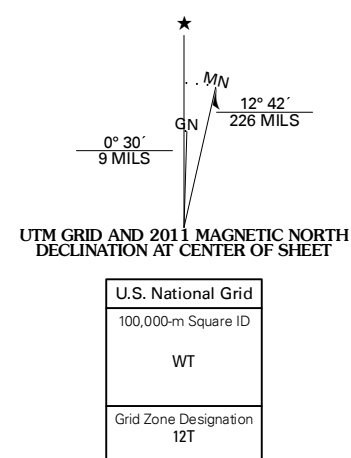 ★
MN
12° 42´
226 MILS
GN
0° 30´
9 MILS
UTM GRID AND 2011 MAGNETIC NORTH
DECLINATION AT CENTER OF SHEET
U.S. National Grid
100,000-m Square ID
WT
Grid Zone Designation
12T